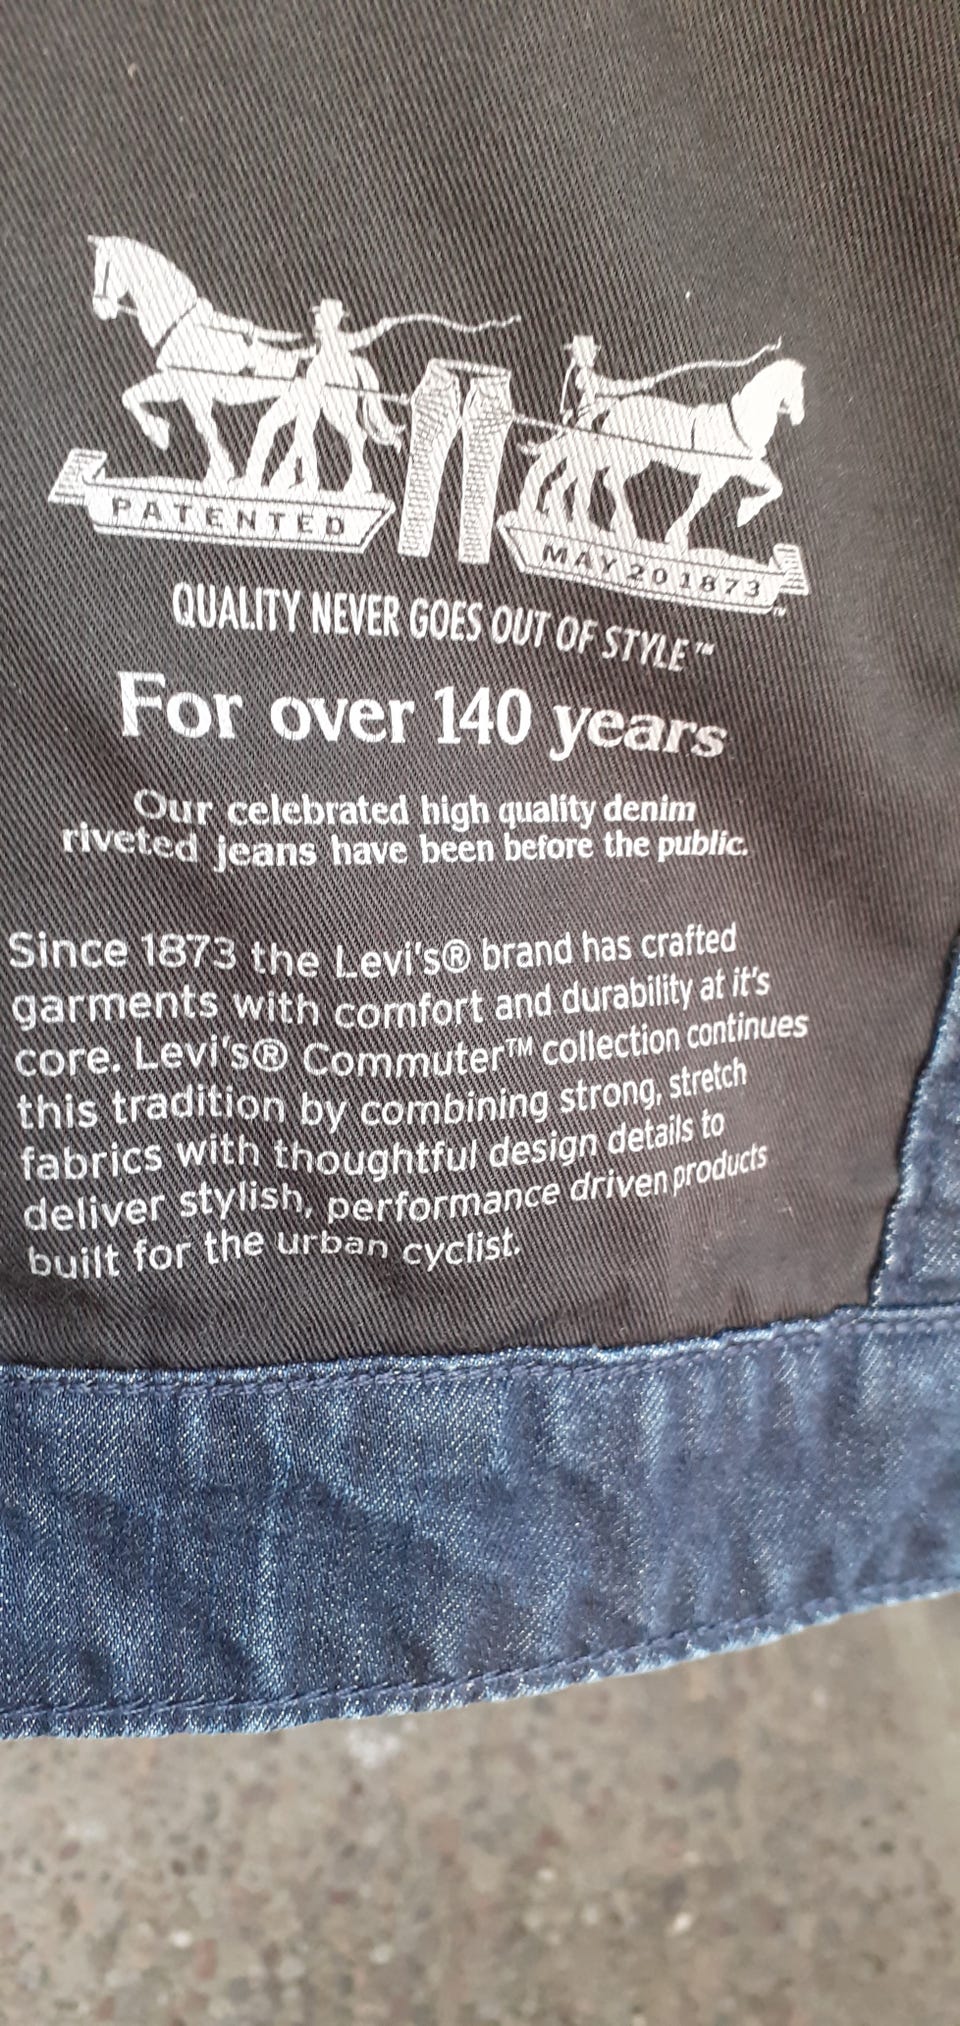 PATENTED
MAY 20 1873™
QUALITY NEVER GOES OUT OF STYLE™
For over 140 years
Our celebrated high quality denim
riveted jeans have been before the public.
Since 1873 the Levi's® brand has crafted
garments with comfort and durability at it's
core. Levi's® Commuter™ collection continues
this tradition by combining strong, stretch
fabrics with thoughtful design details to
deliver stylish, performance driven products
built for the urban cyclist.